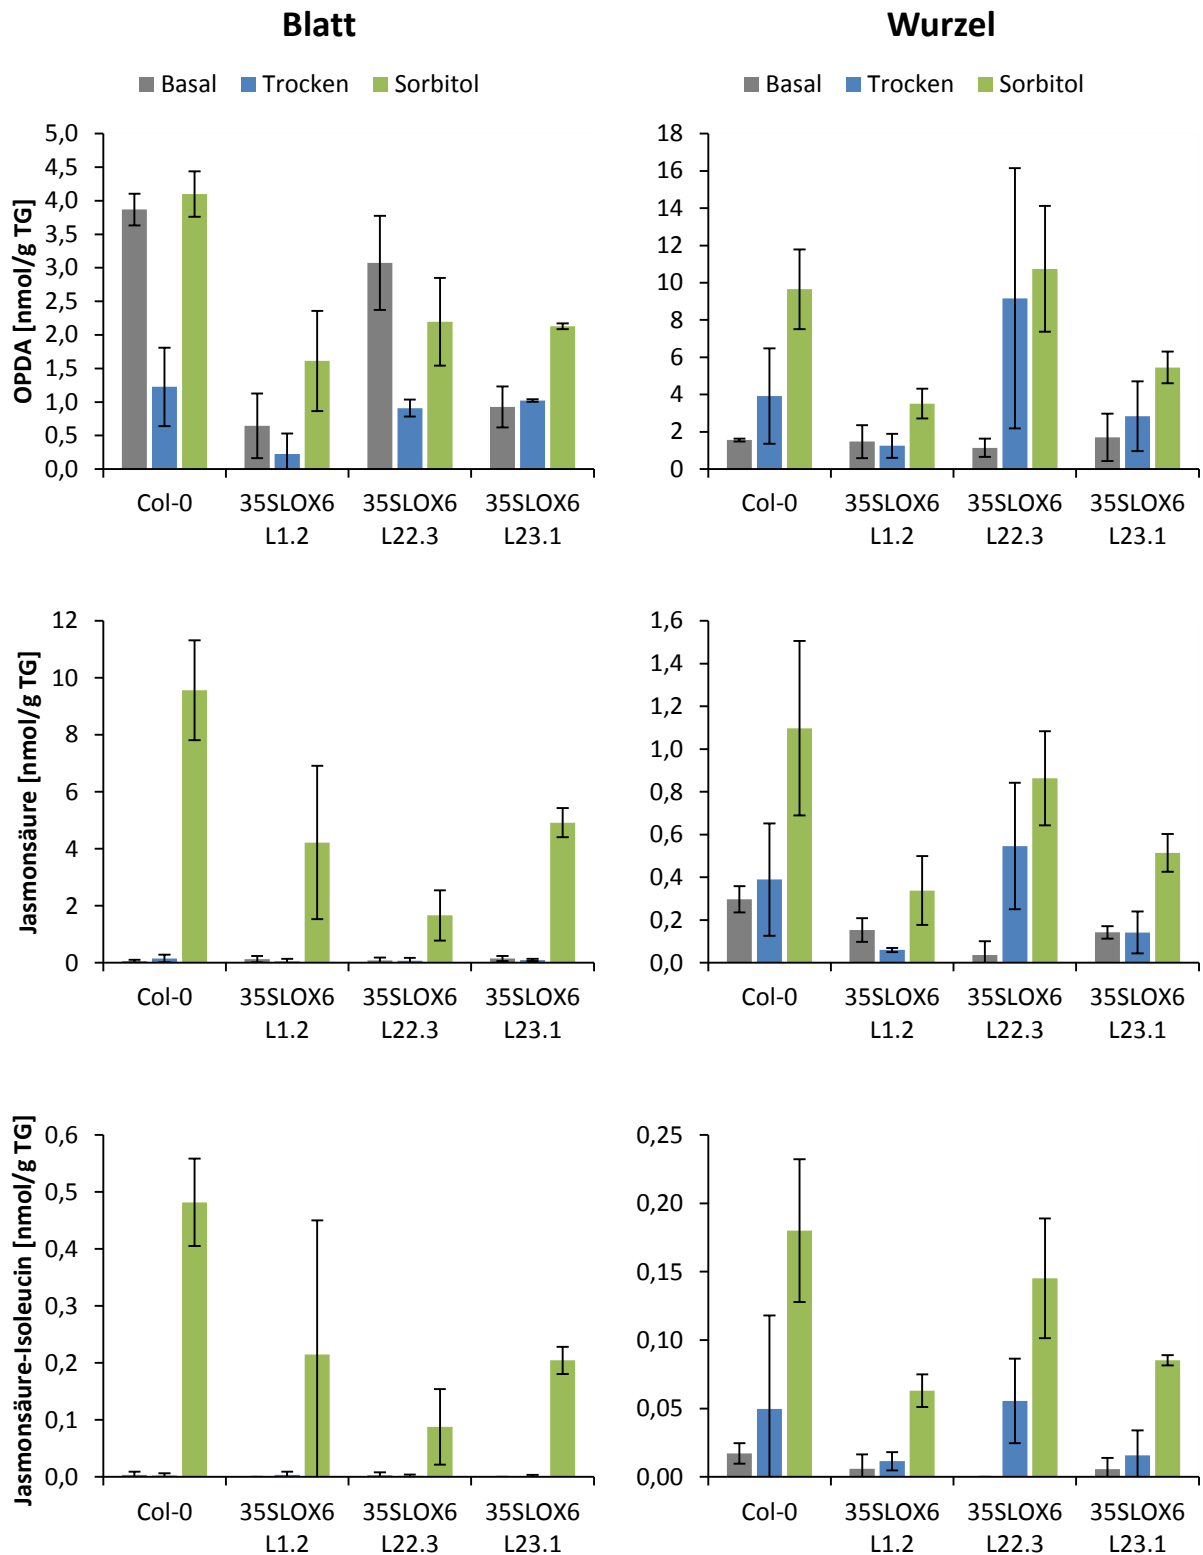 Blatt
Wurzel
Basal Trocken Sorbitol
Basal Trocken Sorbitol
OPDA [nmol/g TG]
5,0
4,5
4,0
3,5
3,0
2,5
2,0
1,5
1,0
0,5
0,0
Col-0 35SLOX6 35SLOX6 35SLOX6
L1.2 L22.3 L23.1
18
16
14
12
10
8
6
4
2
0
Col-0 35SLOX6 35SLOX6 35SLOX6
L1.2 L22.3 L23.1
Jasmonsäure [nmol/g TG]
12
10
8
6
4
2
0
Col-0 35SLOX6 35SLOX6 35SLOX6
L1.2 L22.3 L23.1
1,6
1,4
1,2
1,0
0,8
0,6
0,4
0,2
0,0
Col-0 35SLOX6 35SLOX6 35SLOX6
L1.2 L22.3 L23.1
Jasmonsäure-Isoleucin [nmol/g TG]
0,6
0,5
0,4
0,3
0,2
0,1
0,0
Col-0 35SLOX6 35SLOX6 35SLOX6
L1.2 L22.3 L23.1
0,25
0,20
0,15
0,10
0,05
0,00
Col-0 35SLOX6 35SLOX6 35SLOX6
L1.2 L22.3 L23.1